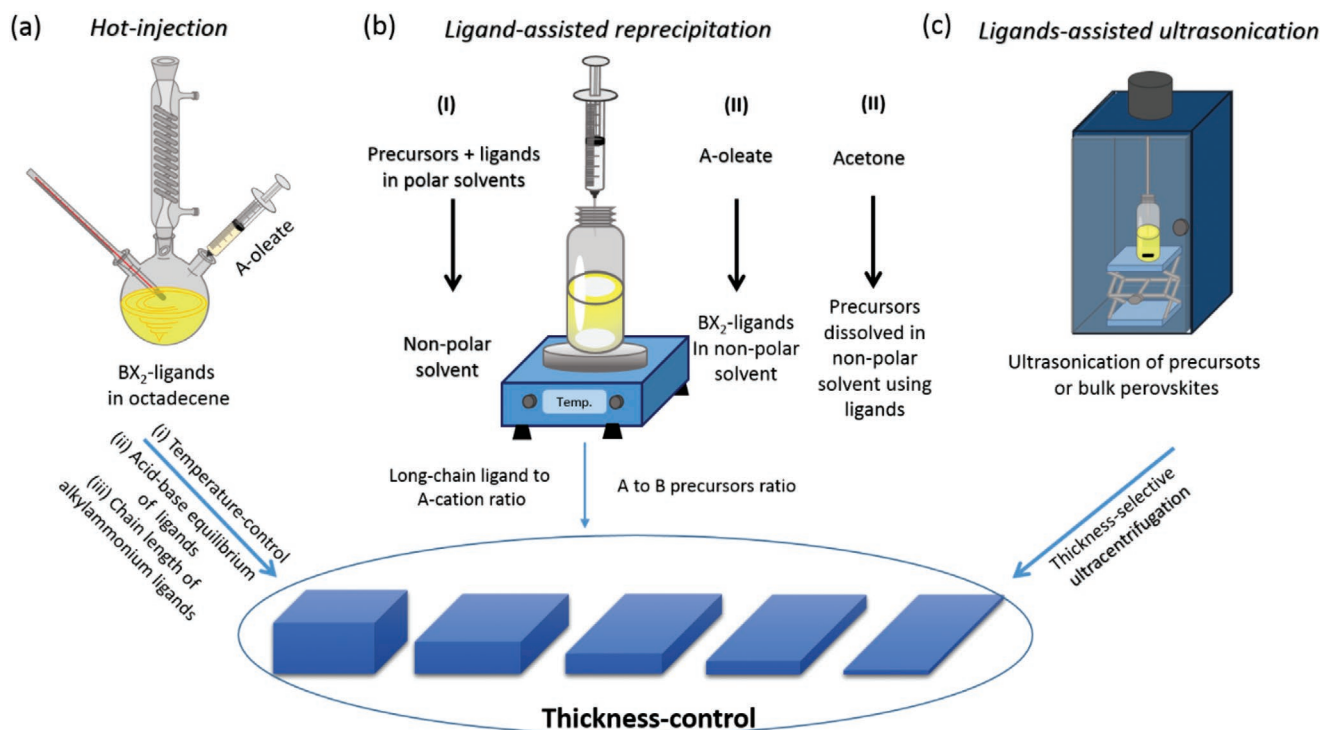 (a) Hot-injection
A-oleate
BX₂-ligands
in octadecene
(i) Temperature-control
(ii) Acid-base equilibrium
of ligands
(iii) Chain length of
alkylammonium ligands
(b) Ligand-assisted reprecipitation
(I)
Precursors + ligands
in polar solvents
Non-polar
solvent
Temp.
(II)
A-oleate
BX₂-ligands
In non-polar
solvent
(II)
Acetone
Precursors
dissolved in
non-polar
solvent using
ligands
Long-chain ligand to
A-cation ratio
A to B precursors ratio
(c) Ligands-assisted ultrasonication
Ultrasonication of precursots
or bulk perovskites
Thickness-selective
ultracentrifugation
Thickness-control